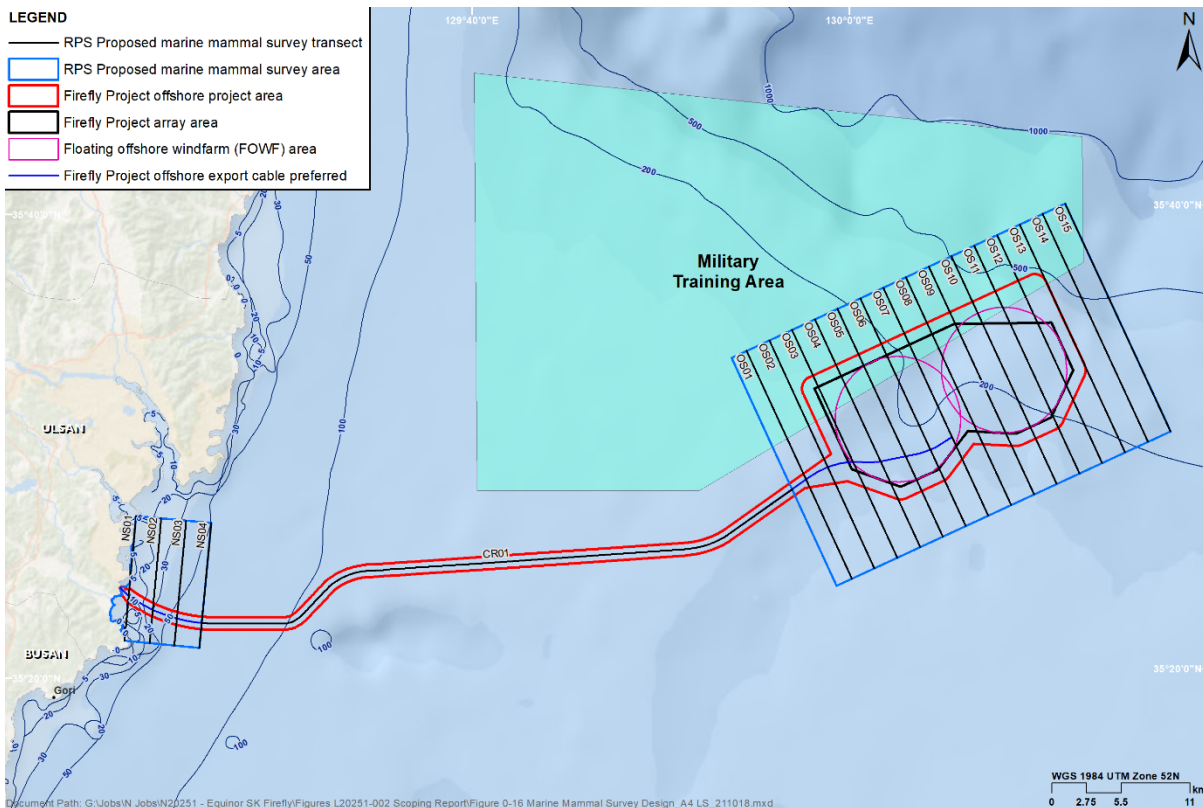 LEGEND
RPS Proposed marine mammal survey transect
RPS Proposed marine mammal survey area
Firefly Project offshore project area
Firefly Project array area
Floating offshore windfarm (FOWF) area
Firefly Project offshore export cable preferred
129°40'0"E
130°0'0"E
N
1000
500
1000
200
35°40'0"N
35°40'0"N
Military
Training Area
OS01
OS02
OS03
OS04
OS05
OS06
OS07
OS08
OS09
OS10
OS11
OS12
OS13
OS14
OS15
500
200
20
30
5
50
100
ULSAN
NS01
NS02
NS03
NS04
CR01
100
BUSAN
Gori
35°20'0"N
35°20'0"N
100
WGS 1984 UTM Zone 52N
km
0 2.75 5.5 11
Document Path: G:\Jobs\N Jobs\N20251 - Equinor SK Firefly\Figures L20251-002 Scoping Report\Figure 0-16 Marine Mammal Survey Design_A4 LS_211018.mxd